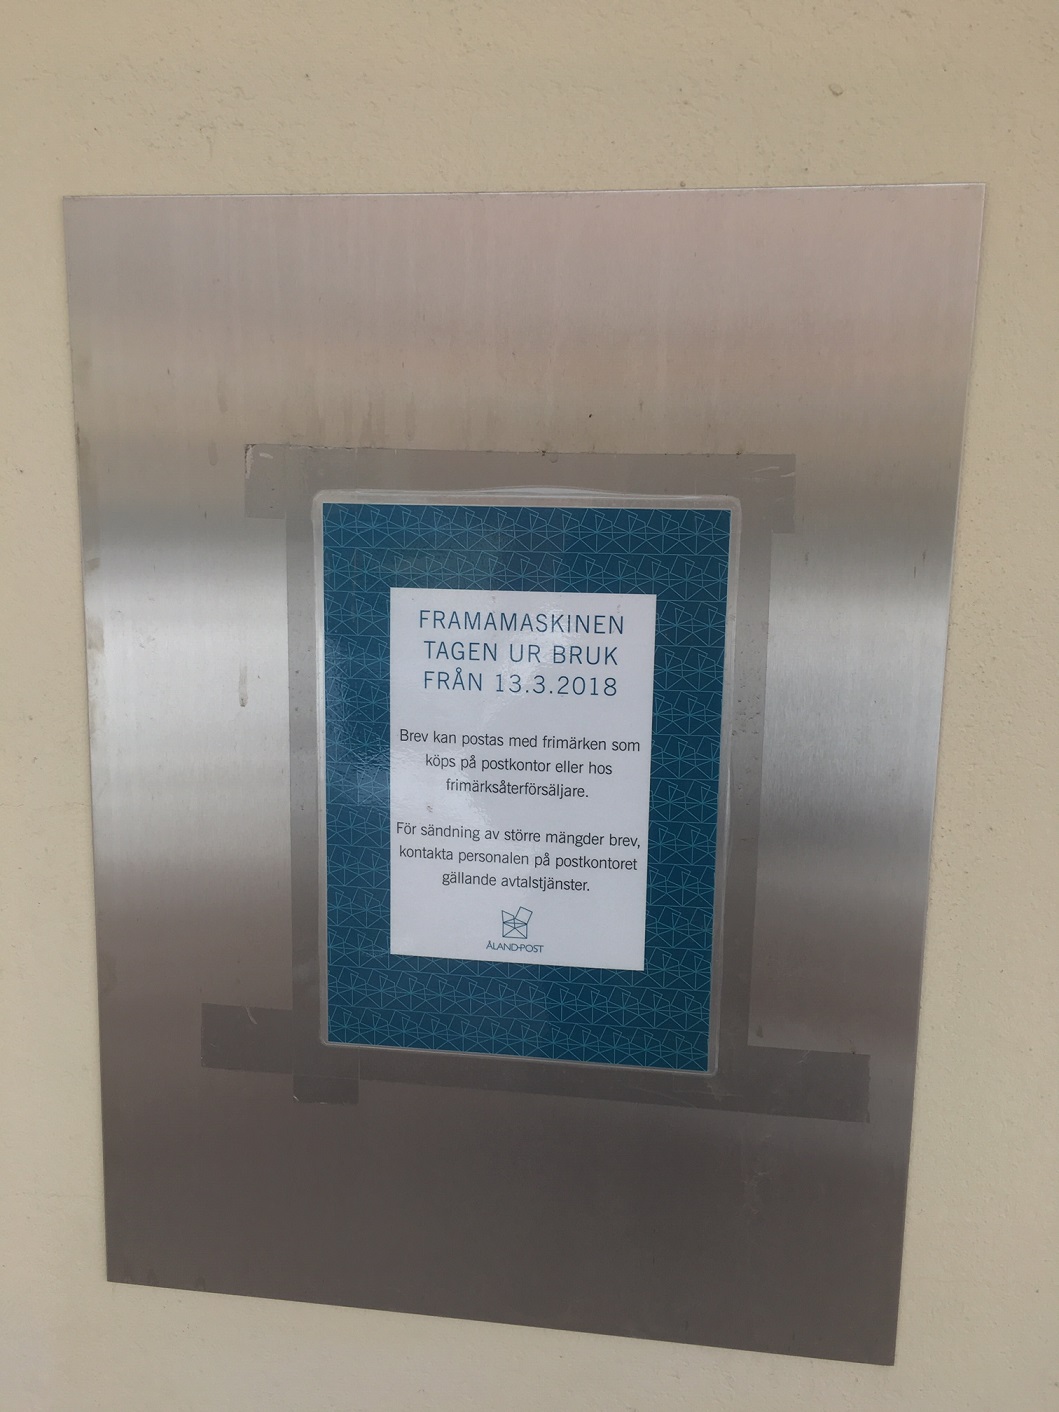 FRAMAMASKINEN
TAGEN UR BRUK
FRÅN 13.3.2018
Brev kan postas med frimärken som
köps på postkontor eller hos
frimärksåterförsäljare.
För sändning av större mängder brev,
kontakta personalen på postkontoret
gällande avtalstjänster.
ÅLAND POST